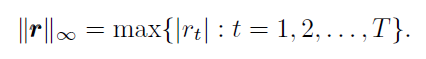 ‖r‖∞ = max{|rₜ| : t = 1, 2, . . . , T}.